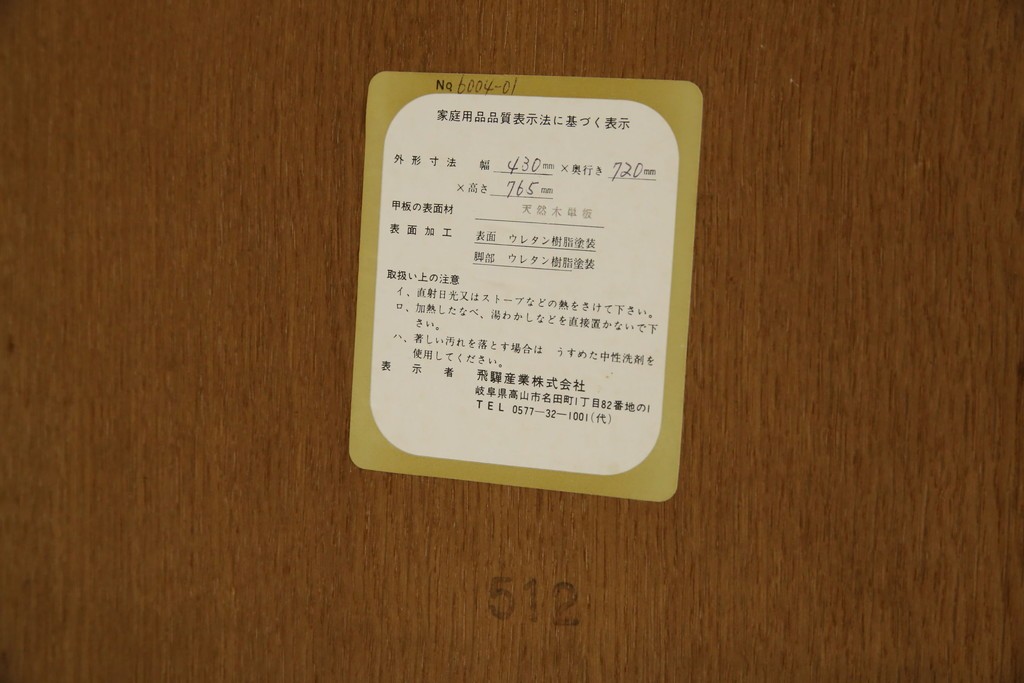 No 6004-01
家庭用品品質表示法に基づく表示
外形寸法 幅 430mm ×奥行き 720mm
×高さ 765mm
甲板の表面材 天然木単板
表面加工 表面 ウレタン樹脂塗装
脚部 ウレタン樹脂塗装
取扱い上の注意
イ、直射日光又はストーブなどの熱をさけて下さい。
ロ、加熱したなべ、湯わかしなどを直接置かないで下
さい。
ハ、著しい汚れを落とす場合は うすめた中性洗剤を
使用してください。
表示者 飛驒産業株式会社
岐阜県高山市名田町1丁目82番地の1
TEL 0577-32-1001(代)
512